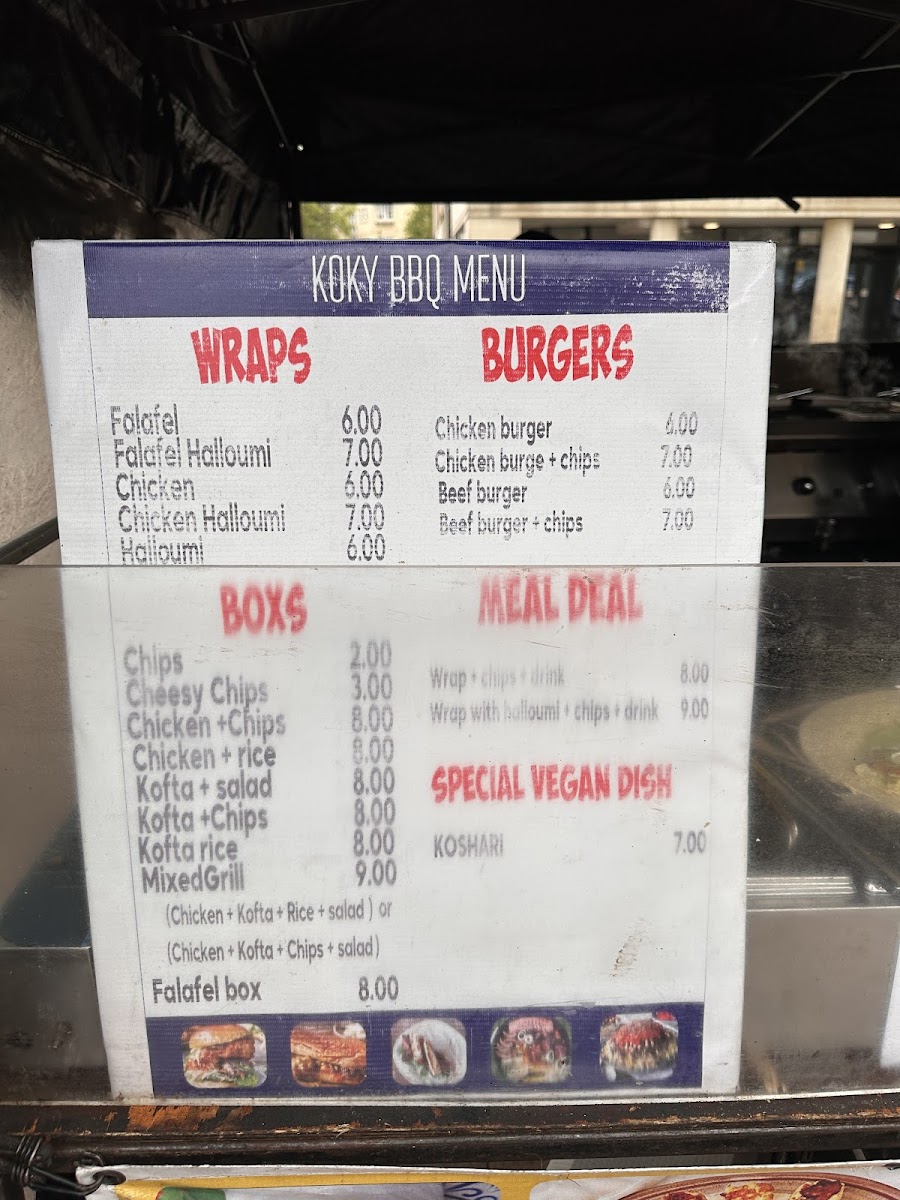 KOKY BBQ MENU
WRAPS
Falafel 6.00
Falafel Halloumi 7.00
Chicken 6.00
Chicken Halloumi 7.00
Halloumi 6.00
BURGERS
Chicken burger 6.00
Chicken burge + chips 7.00
Beef burger 6.00
Beef burger + chips 7.00
BOXS
Chips 2.00
Cheesy Chips 3.00
Chicken +Chips 8.00
Chicken + rice 8.00
Kofta + salad 8.00
Kofta +Chips 8.00
Kofta rice 8.00
MixedGrill 9.00
(Chicken + Kofta + Rice + salad ) or
(Chicken + Kofta + Chips + salad)
Falafel box 8.00
MEAL DEAL
Wrap + chips + drink 8.00
Wrap with halloumi + chips + drink 9.00
SPECIAL VEGAN DISH
KOSHARI 7.00